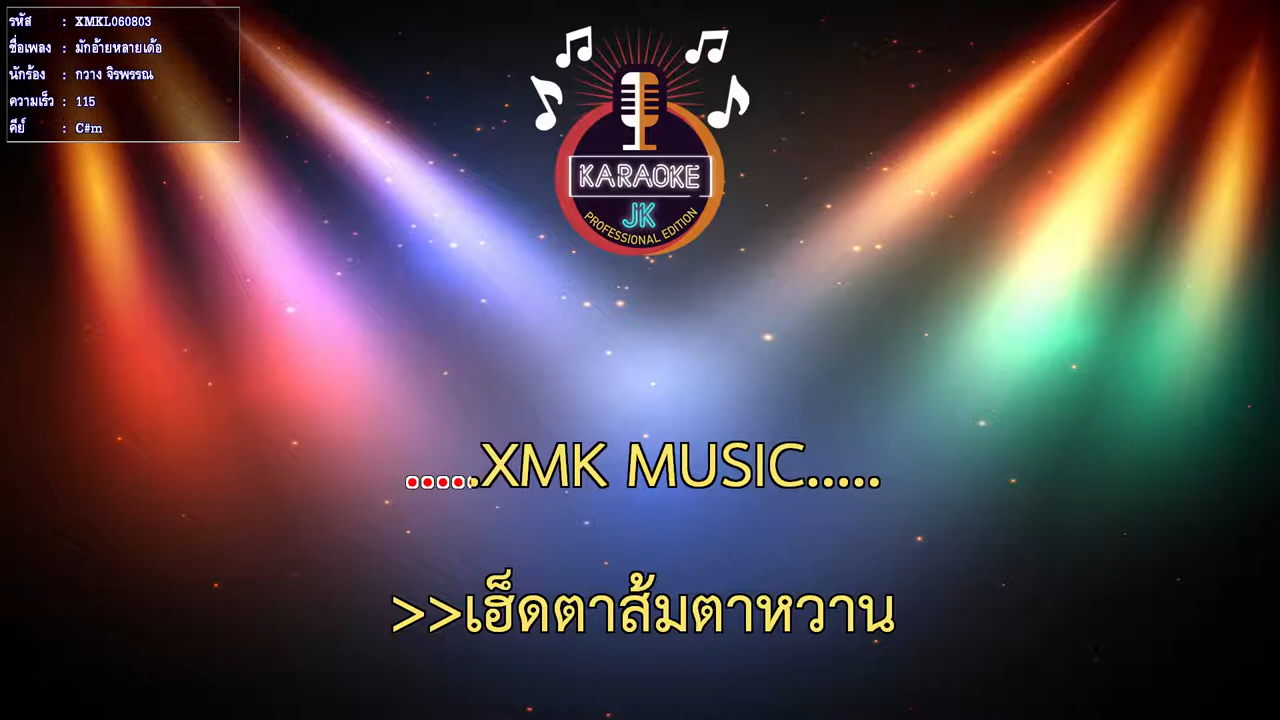 รหัส : XMKL060803
ชื่อเพลง : มักอ้ายหลายเด้อ
นักร้อง : กวาง จิรพรรณ
ความเร็ว : 115
คีย์ : C#m
KARAOKE
JK
PROFESSIONAL EDITION
.....XMK MUSIC.....
>>เฮ็ดตาส้มตาหวาน